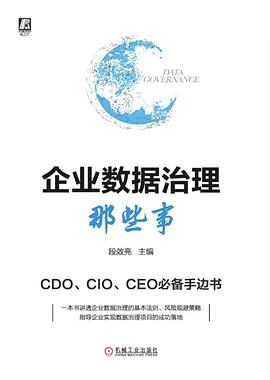 DATA
GOVERNANCE
企业数据治理
那些事
段效亮 主编
CDO、CIO、CEO必备手边书
一本书讲透企业数据治理的基本法则、风险规避策略
指导企业实现数据治理项目的成功落地
机械工业出版社
CHINA MACHINE PRESS